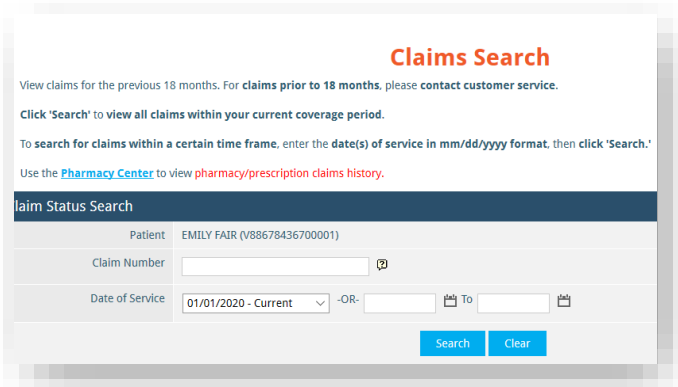 Claims Search
View claims for the previous 18 months. For claims prior to 18 months, please contact customer service.
Click 'Search' to view all claims within your current coverage period.
To search for claims within a certain time frame, enter the date(s) of service in mm/dd/yyyy format, then click 'Search.'
Use the Pharmacy Center to view pharmacy/prescription claims history.
laim Status Search
Patient EMILY FAIR (V88678436700001)
Claim Number ?
Date of Service 01/01/2020 - Current -OR- To
Search Clear